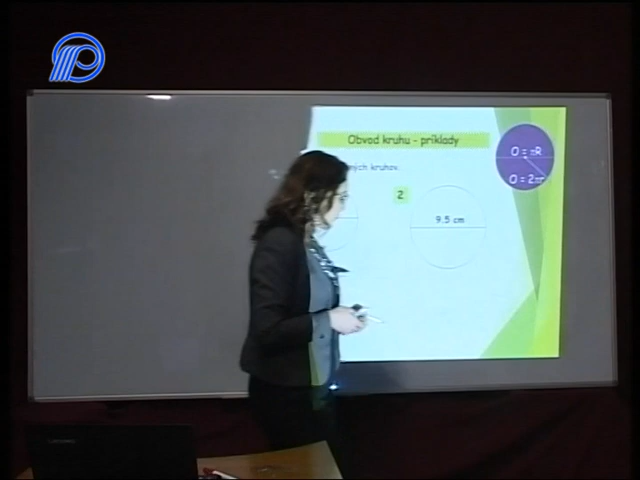 Obvod kruhu - príklady
kruhov.
O = πR
O = 2πr
2
9.5 cm